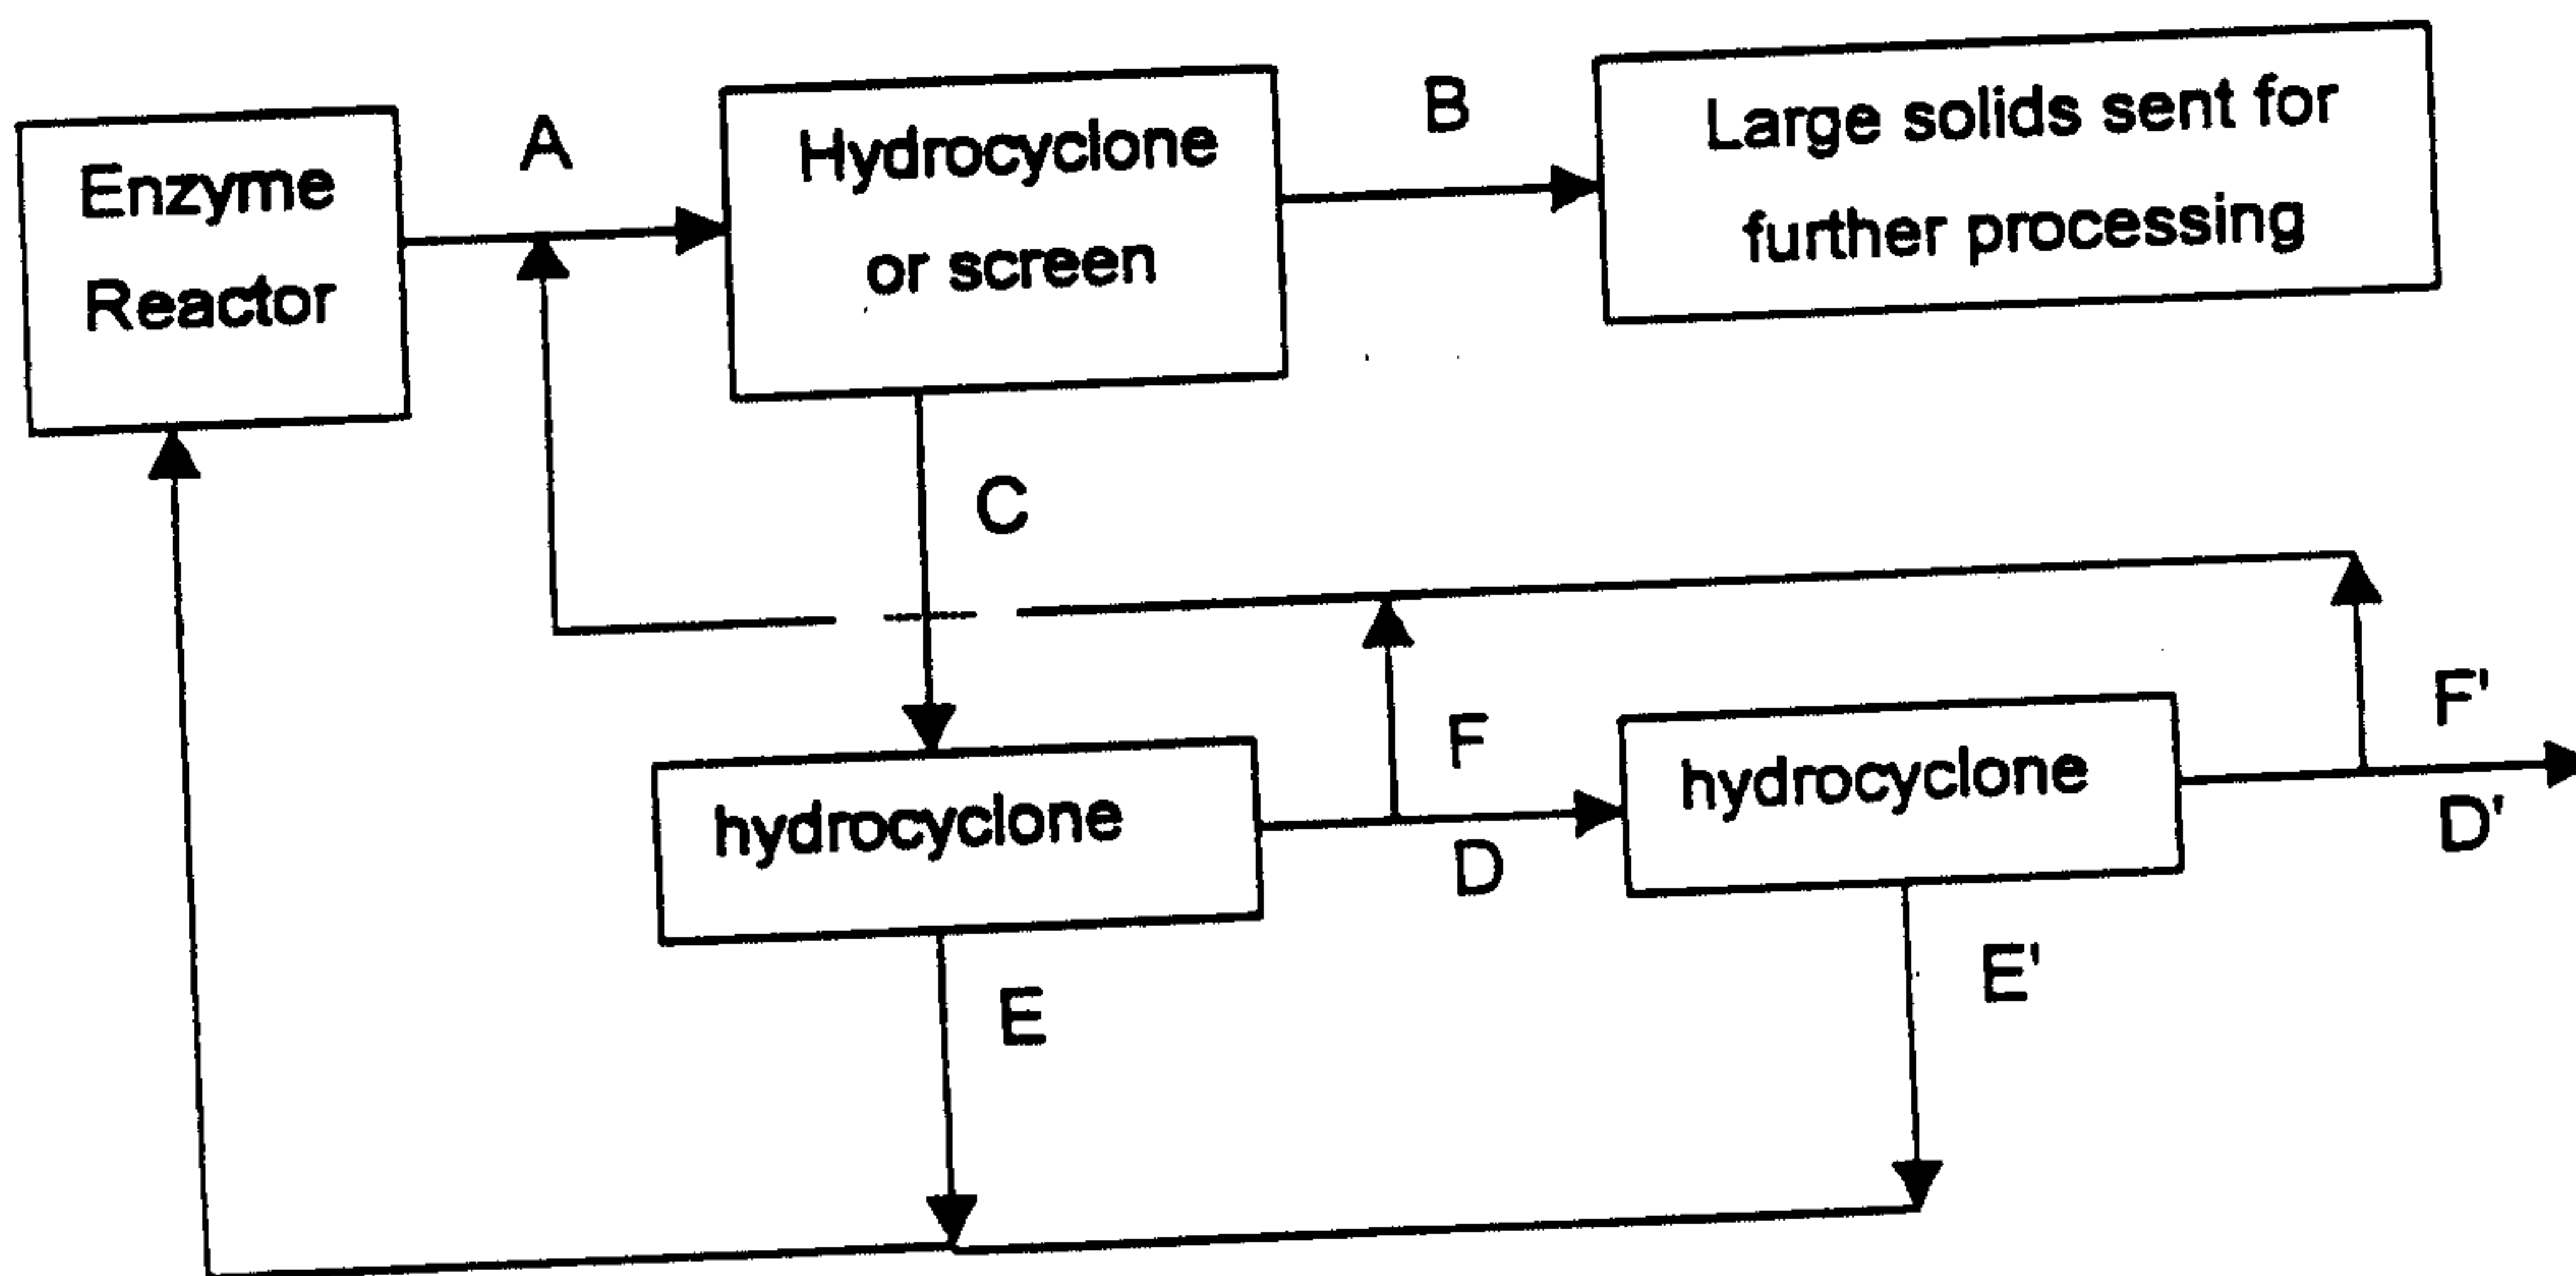 A
B
Enzyme
Reactor
Hydrocyclone
or screen
Large solids sent for
further processing
C
F
F'
hydrocyclone
hydrocyclone
D
D'
E
E'